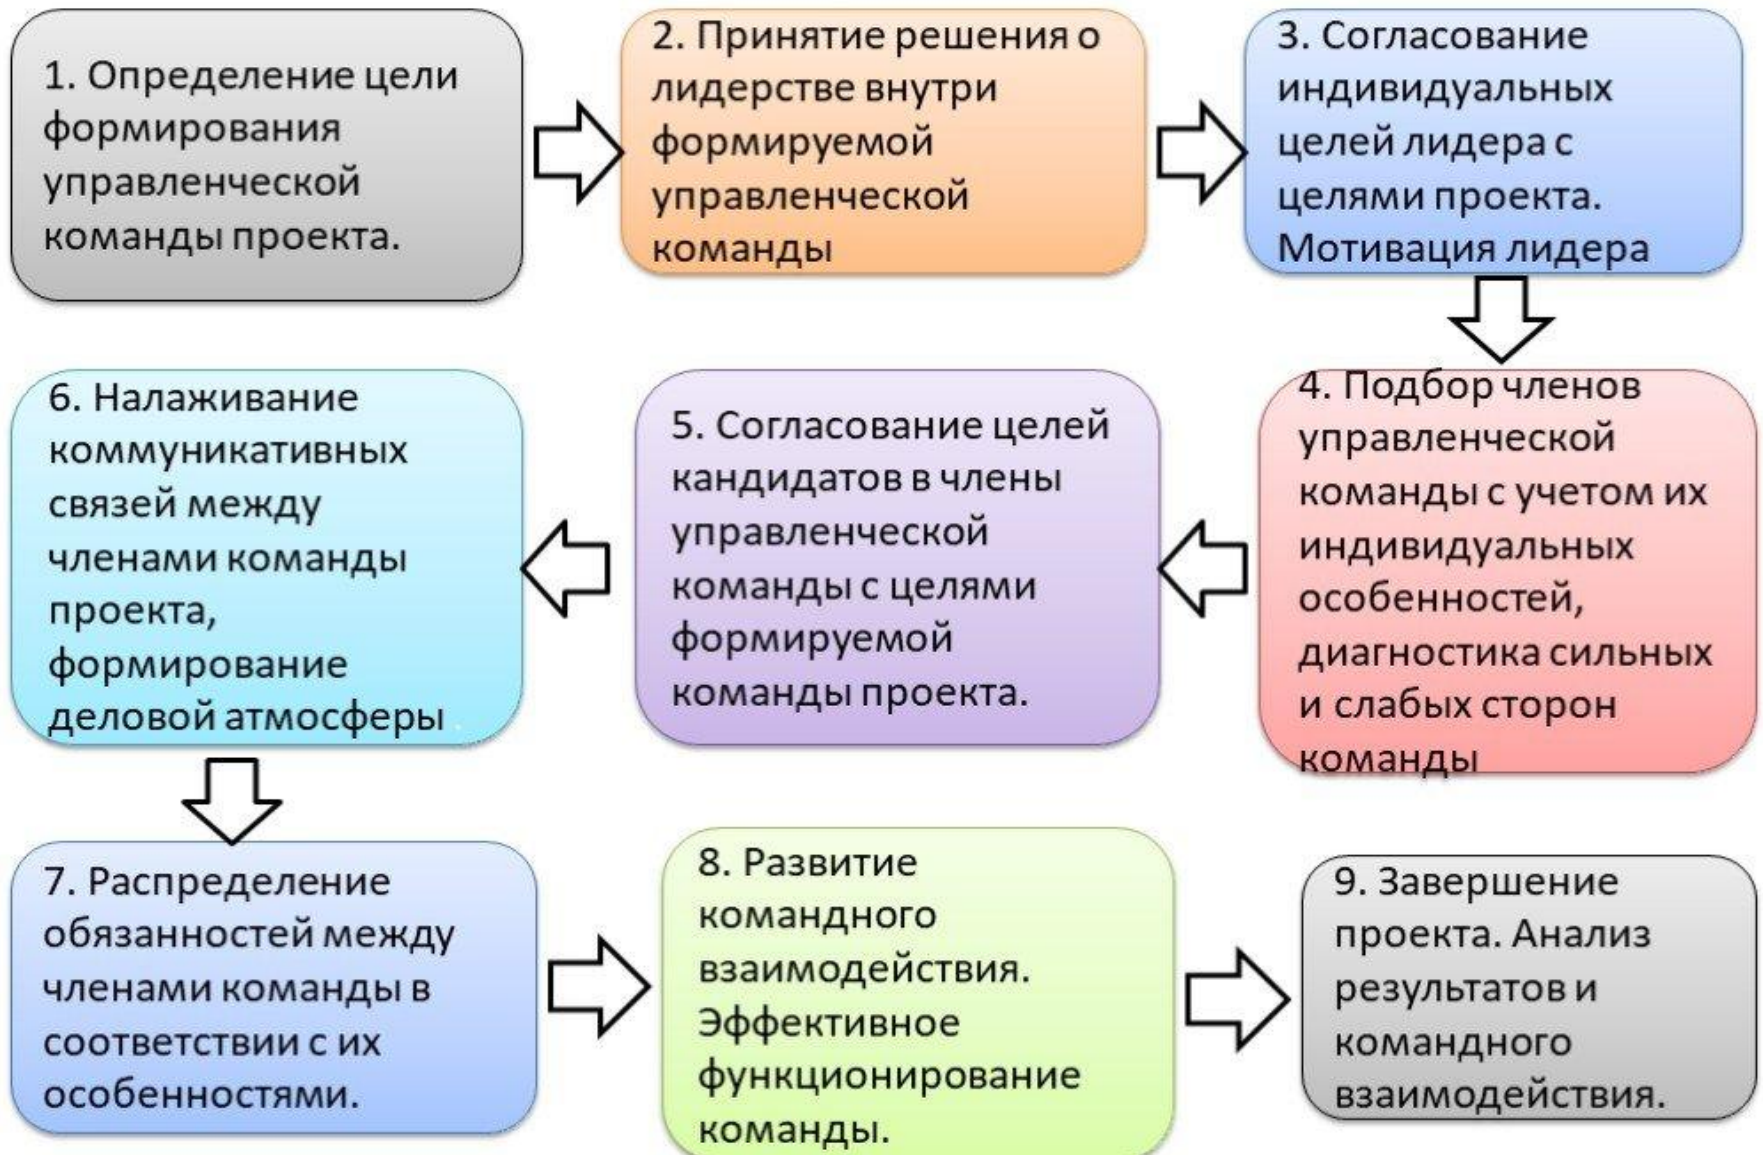 1. Определение цели
формирования
управленческой
команды проекта.
2. Принятие решения о
лидерстве внутри
формируемой
управленческой
команды
3. Согласование
индивидуальных
целей лидера с
целями проекта.
Мотивация лидера
4. Подбор членов
управленческой
команды с учетом их
индивидуальных
особенностей,
диагностика сильных
и слабых сторон
команды
5. Согласование целей
кандидатов в члены
управленческой
команды с целями
формируемой
команды проекта.
6. Налаживание
коммуникативных
связей между
членами команды
проекта,
формирование
деловой атмосферы .
7. Распределение
обязанностей между
членами команды в
соответствии с их
особенностями.
8. Развитие
командного
взаимодействия.
Эффективное
функционирование
команды.
9. Завершение
проекта. Анализ
результатов и
командного
взаимодействия.